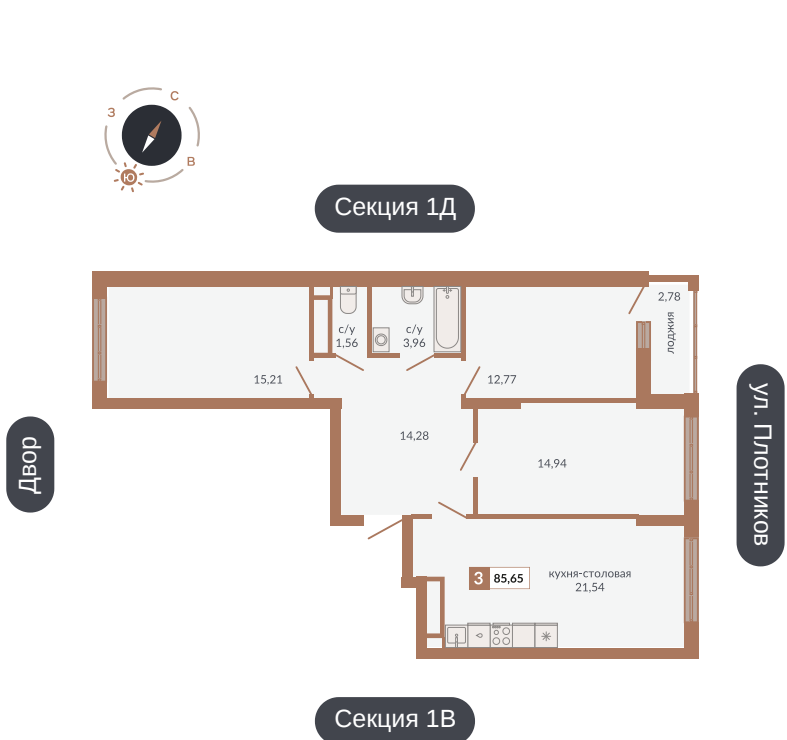 С
З
В
Ю
Секция 1Д
2,78
лоджия
с/у
1,56
с/у
3,96
15,21
12,77
ул. Плотников
Двор
14,28
14,94
3
85,65
кухня-столовая
21,54
Секция 1В